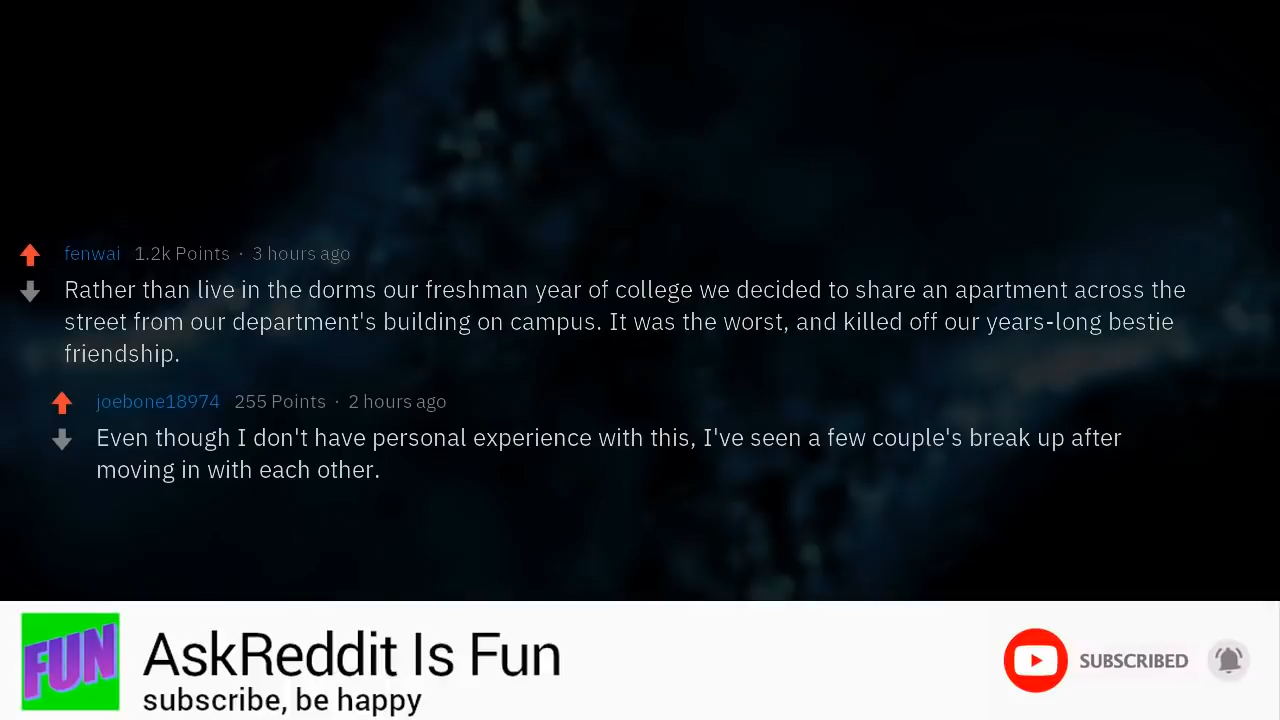 fenwai 1.2k Points · 3 hours ago
Rather than live in the dorms our freshman year of college we decided to share an apartment across the
street from our department's building on campus. It was the worst, and killed off our years-long bestie
friendship.
joebone18974 255 Points · 2 hours ago
Even though I don't have personal experience with this, I've seen a few couple's break up after
moving in with each other.
FUN
AskReddit Is Fun
subscribe, be happy
SUBSCRIBED